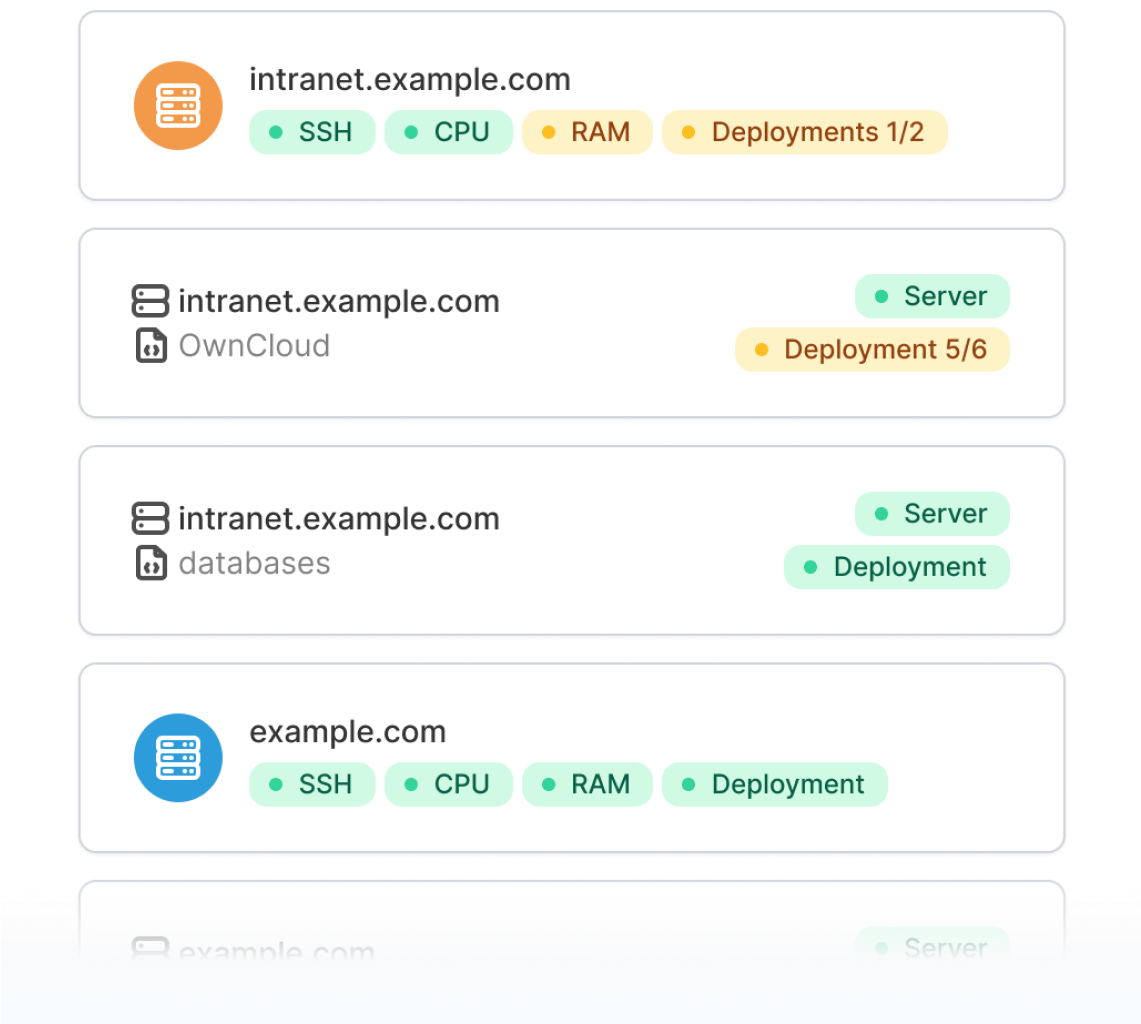 intranet.example.com
SSH CPU RAM Deployments 1/2
intranet.example.com Server
OwnCloud Deployment 5/6
intranet.example.com Server
databases Deployment
example.com
SSH CPU RAM Deployment
example.com Server